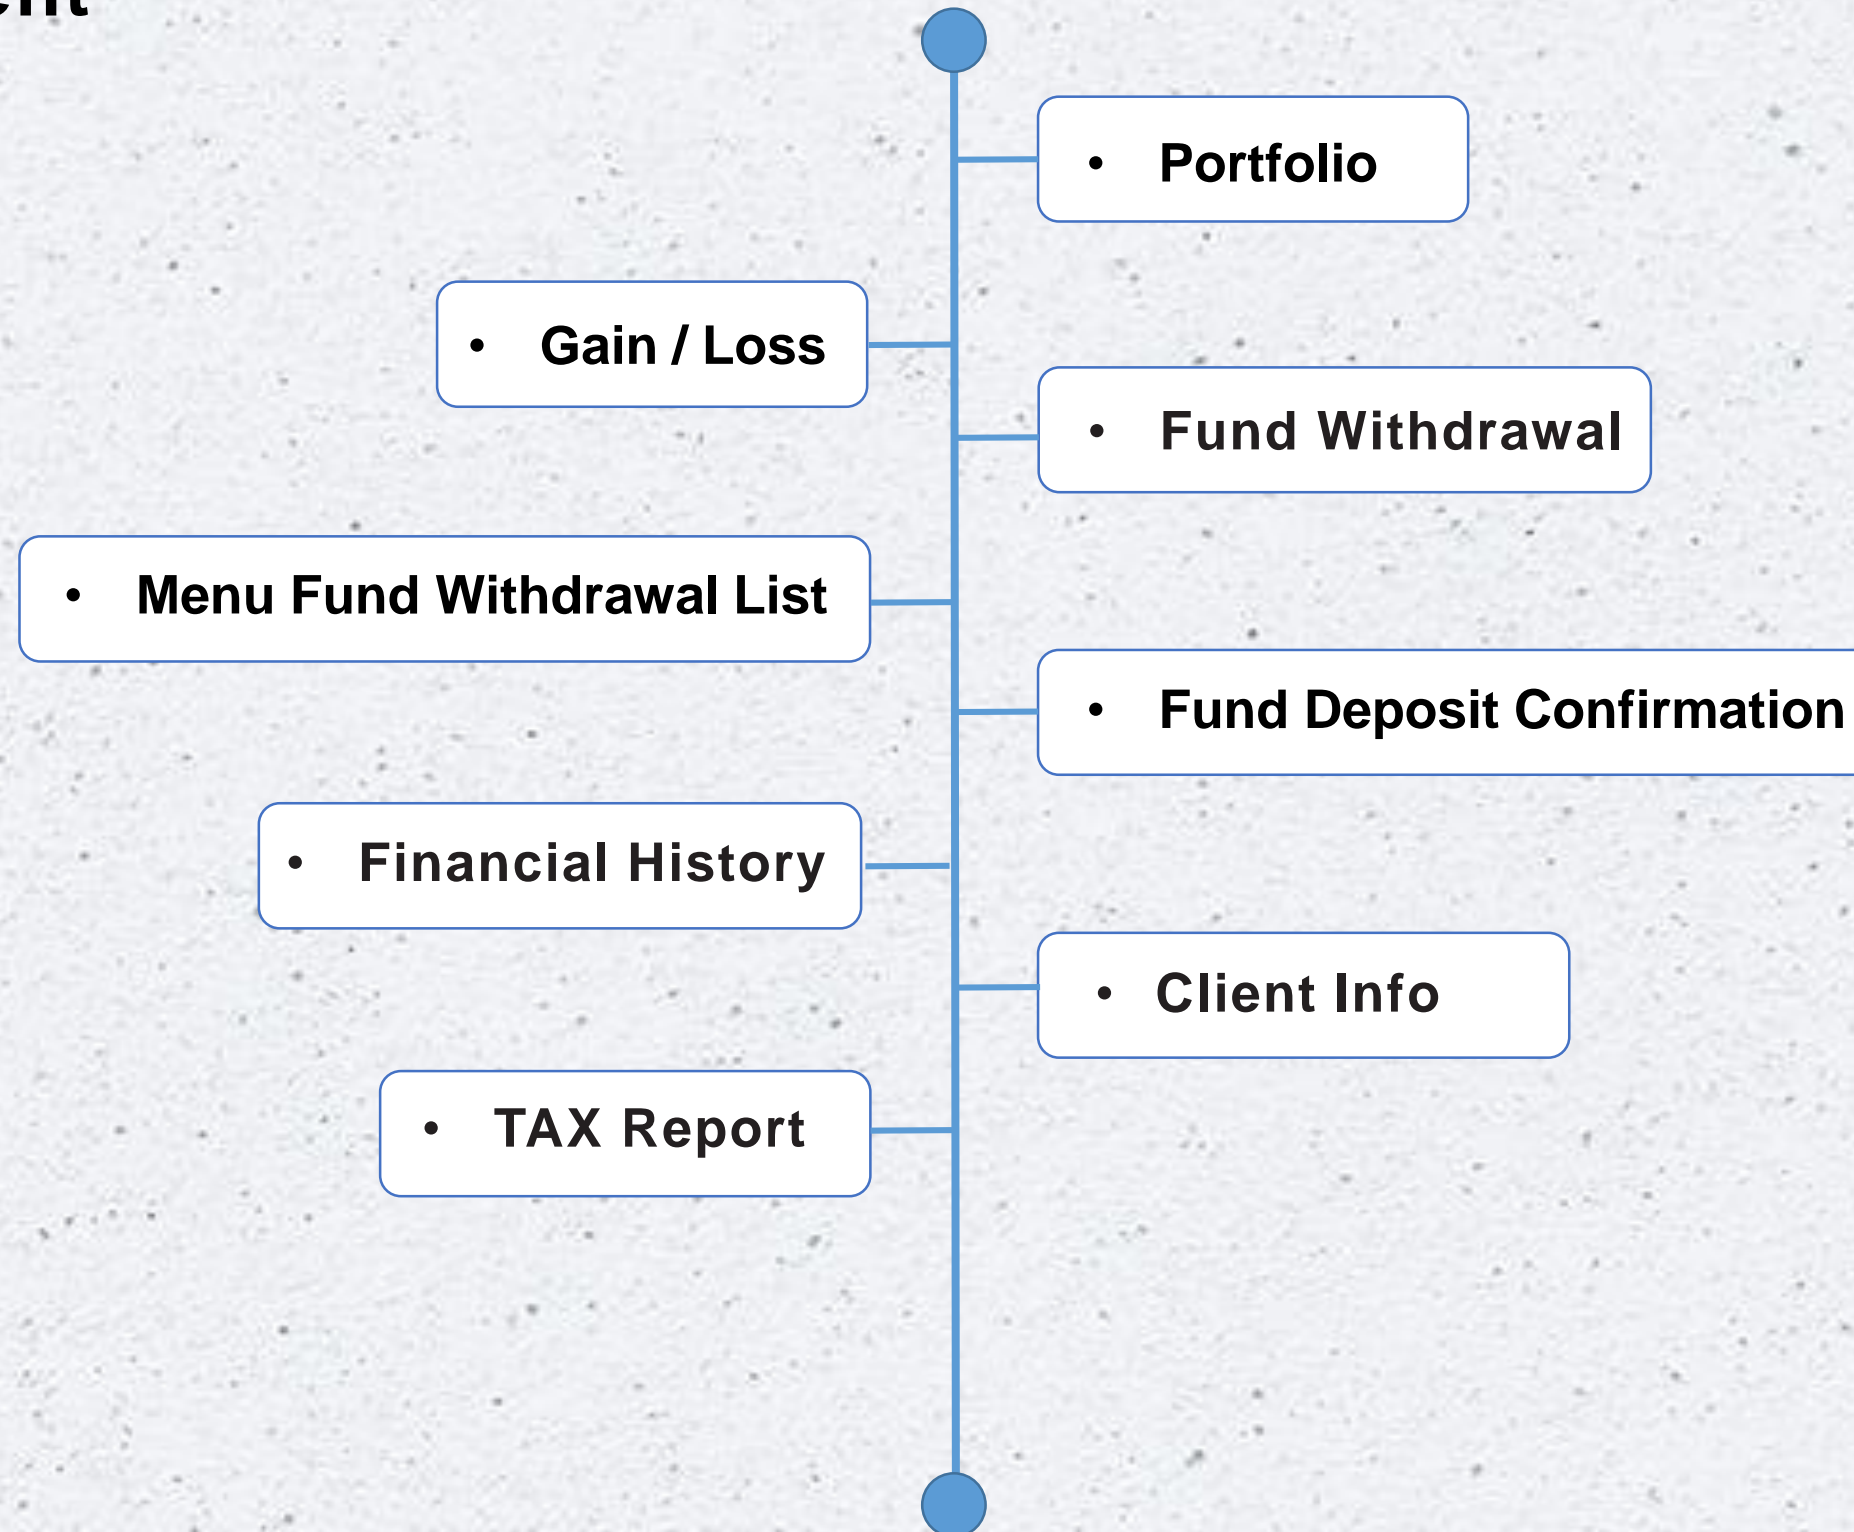 • Portfolio
• Gain / Loss
• Fund Withdrawal
• Menu Fund Withdrawal List
• Fund Deposit Confirmation
• Financial History
• Client Info
• TAX Report